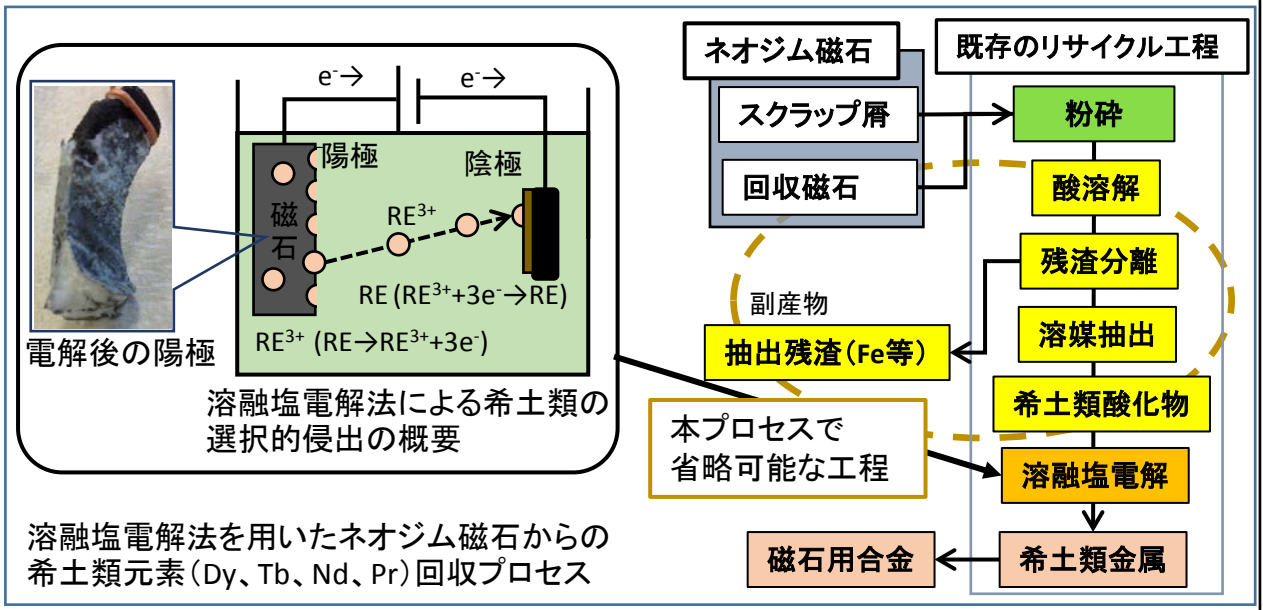 e⁻→
e⁻→
陽極
陰極
磁
石
RE³⁺
RE (RE³⁺+3e⁻→RE)
RE³⁺ (RE→RE³⁺+3e⁻)
電解後の陽極
溶融塩電解法による希土類の
選択的侵出の概要
溶融塩電解法を用いたネオジム磁石からの
希土類元素（Dy、Tb、Nd、Pr）回収プロセス
ネオジム磁石
スクラップ屑
回収磁石
既存のリサイクル工程
粉砕
酸溶解
残渣分離
溶媒抽出
副産物
抽出残渣（Fe等）
希土類酸化物
本プロセスで
省略可能な工程
溶融塩電解
希土類金属
磁石用合金